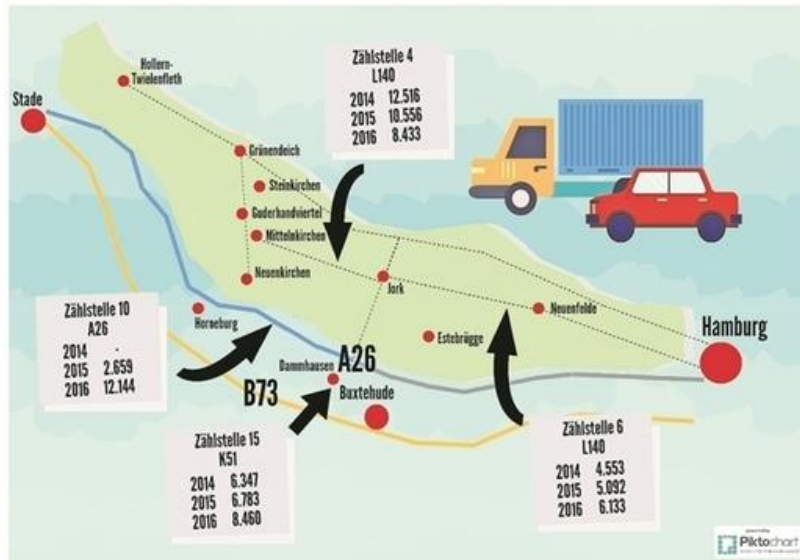 Zählstelle 4
L140
2014 12.516
2015 10.556
2016 8.433
Hollern-
Twielenfleth
Stade
Grünendeich
Steinkirchen
Guderhandviertel
Mittelnkirchen
Neuenkirchen
Jork
Horneburg
Neuenfelde
Estebrügge
Hamburg
Zählstelle 10
A26
2014 -
2015 2.659
2016 12.144
Dammhausen
A26
B73
Buxtehude
Zählstelle 15
K51
2014 6.347
2015 6.783
2016 8.460
Zählstelle 6
L140
2014 4.553
2015 5.092
2016 6.133
Piktochart